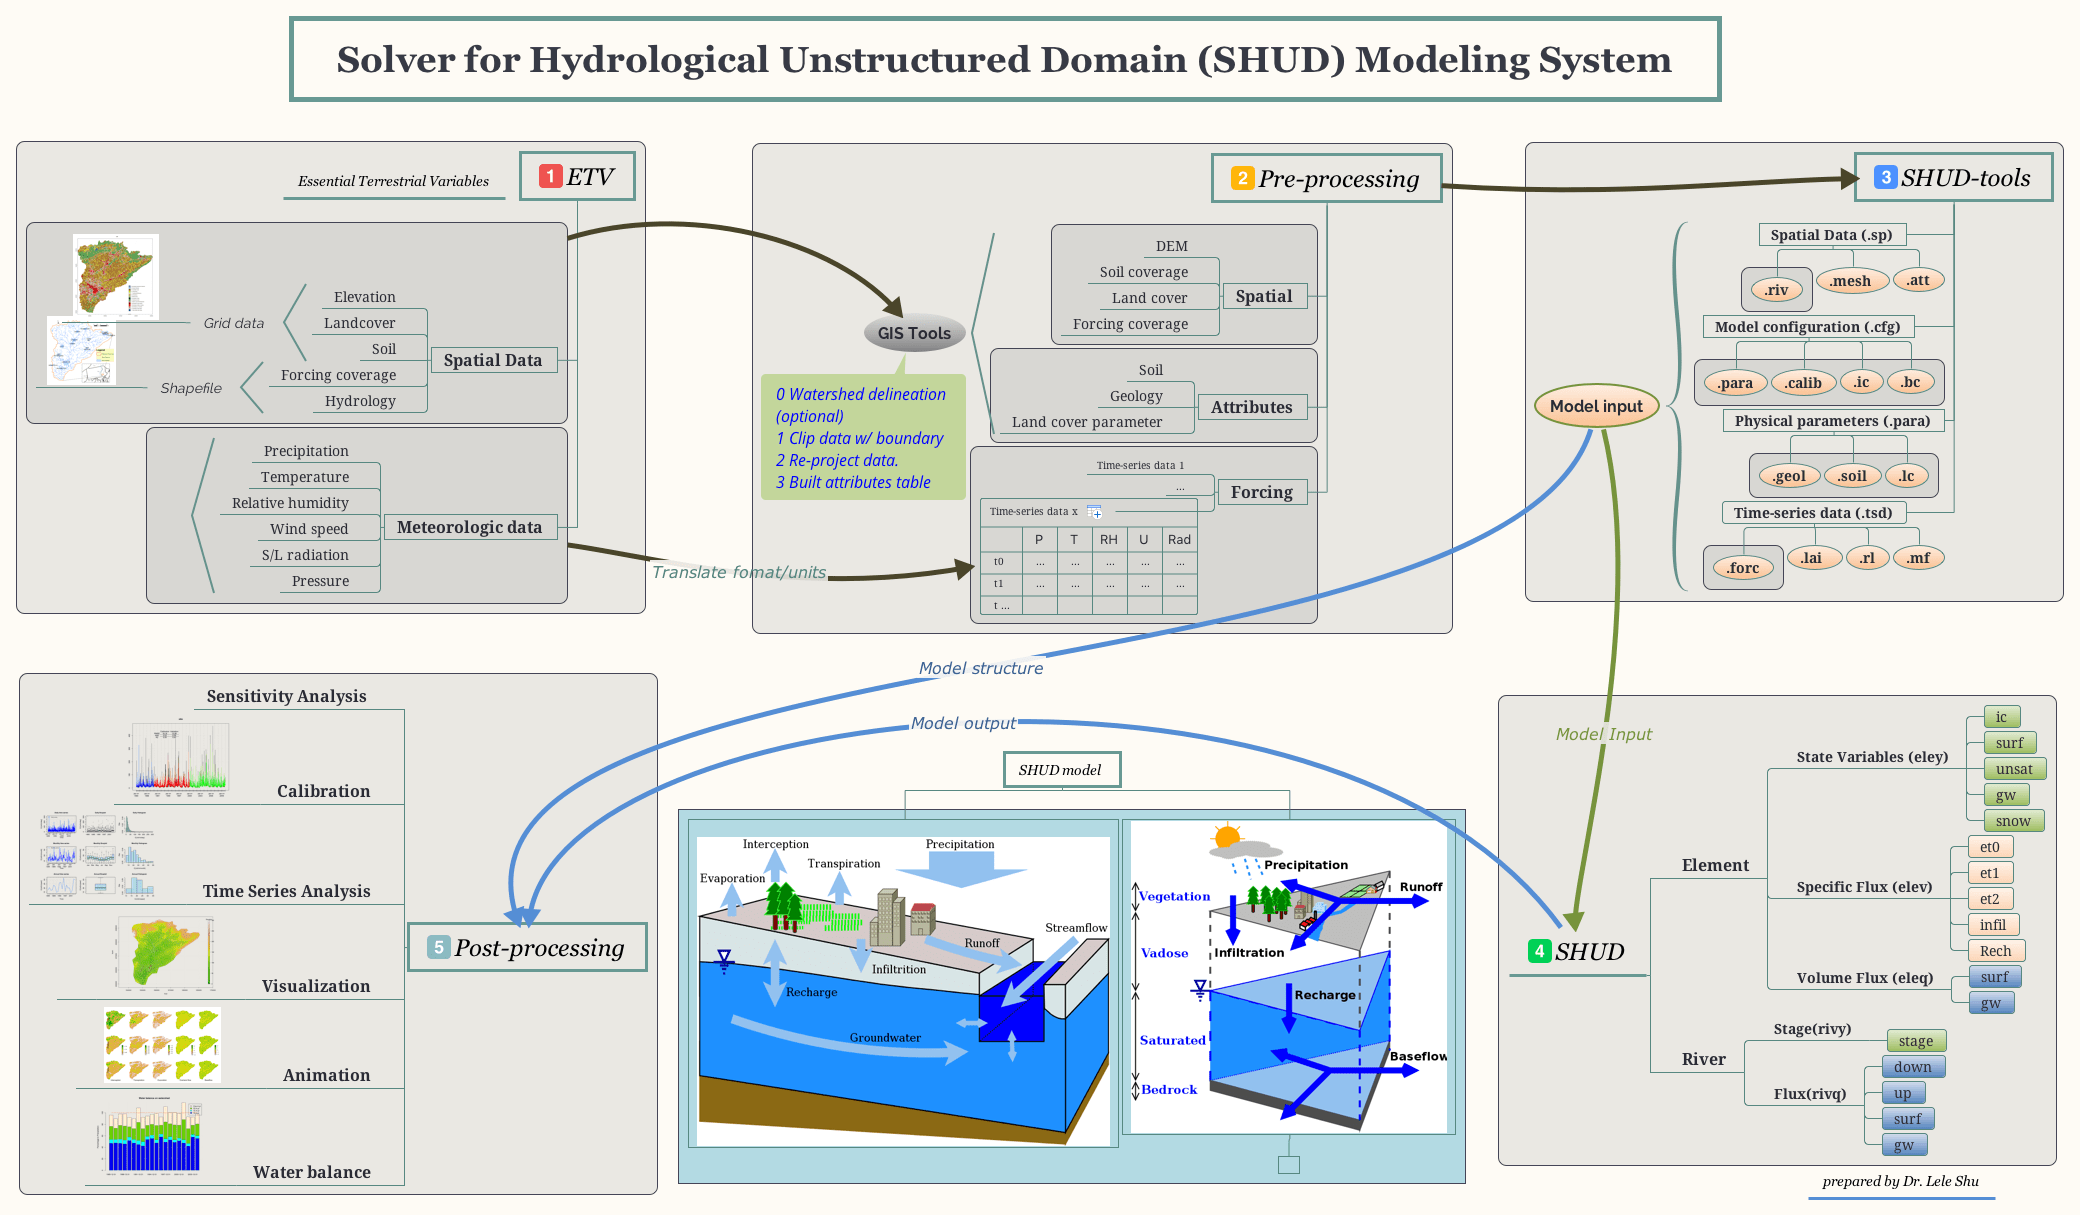 Solver for Hydrological Unstructured Domain (SHUD) Modeling System
Essential Terrestrial Variables
1 ETV
Grid data
Shapefile
Elevation
Landcover
Soil
Forcing coverage
Hydrology
Spatial Data
Precipitation
Temperature
Relative humidity
Wind speed
S/L radiation
Pressure
Meteorologic data
Translate fomat/units
2 Pre-processing
GIS Tools
0 Watershed delineation
(optional)
1 Clip data w/ boundary
2 Re-project data.
3 Built attributes table
DEM
Soil coverage
Land cover
Forcing coverage
Spatial
Soil
Geology
Land cover parameter
Attributes
Time-series data 1
...
Forcing
Time-series data x
P T RH U Rad
t0 ... ... ... ... ...
t1 ... ... ... ... ...
t ...
3 SHUD-tools
Model input
Spatial Data (.sp)
.riv .mesh .att
Model configuration (.cfg)
.para .calib .ic .bc
Physical parameters (.para)
.geol .soil .lc
Time-series data (.tsd)
.forc .lai .rl .mf
Model structure
Model output
Model Input
Sensitivity Analysis
Calibration
Time Series Analysis
Visualization
Animation
Water balance
5 Post-processing
SHUD model
Interception
Precipitation
Transpiration
Evaporation
Streamflow
Runoff
Infiltrition
Recharge
Groundwater
Precipitation
Runoff
Vegetation
Infiltration
Vadose
Recharge
Saturated
Baseflow
Bedrock
4 SHUD
Element
State Variables (eley)
ic
surf
unsat
gw
snow
Specific Flux (elev)
et0
et1
et2
infil
Rech
Volume Flux (eleq)
surf
gw
River
Stage(rivy)
stage
Flux(rivq)
down
up
surf
gw
prepared by Dr. Lele Shu